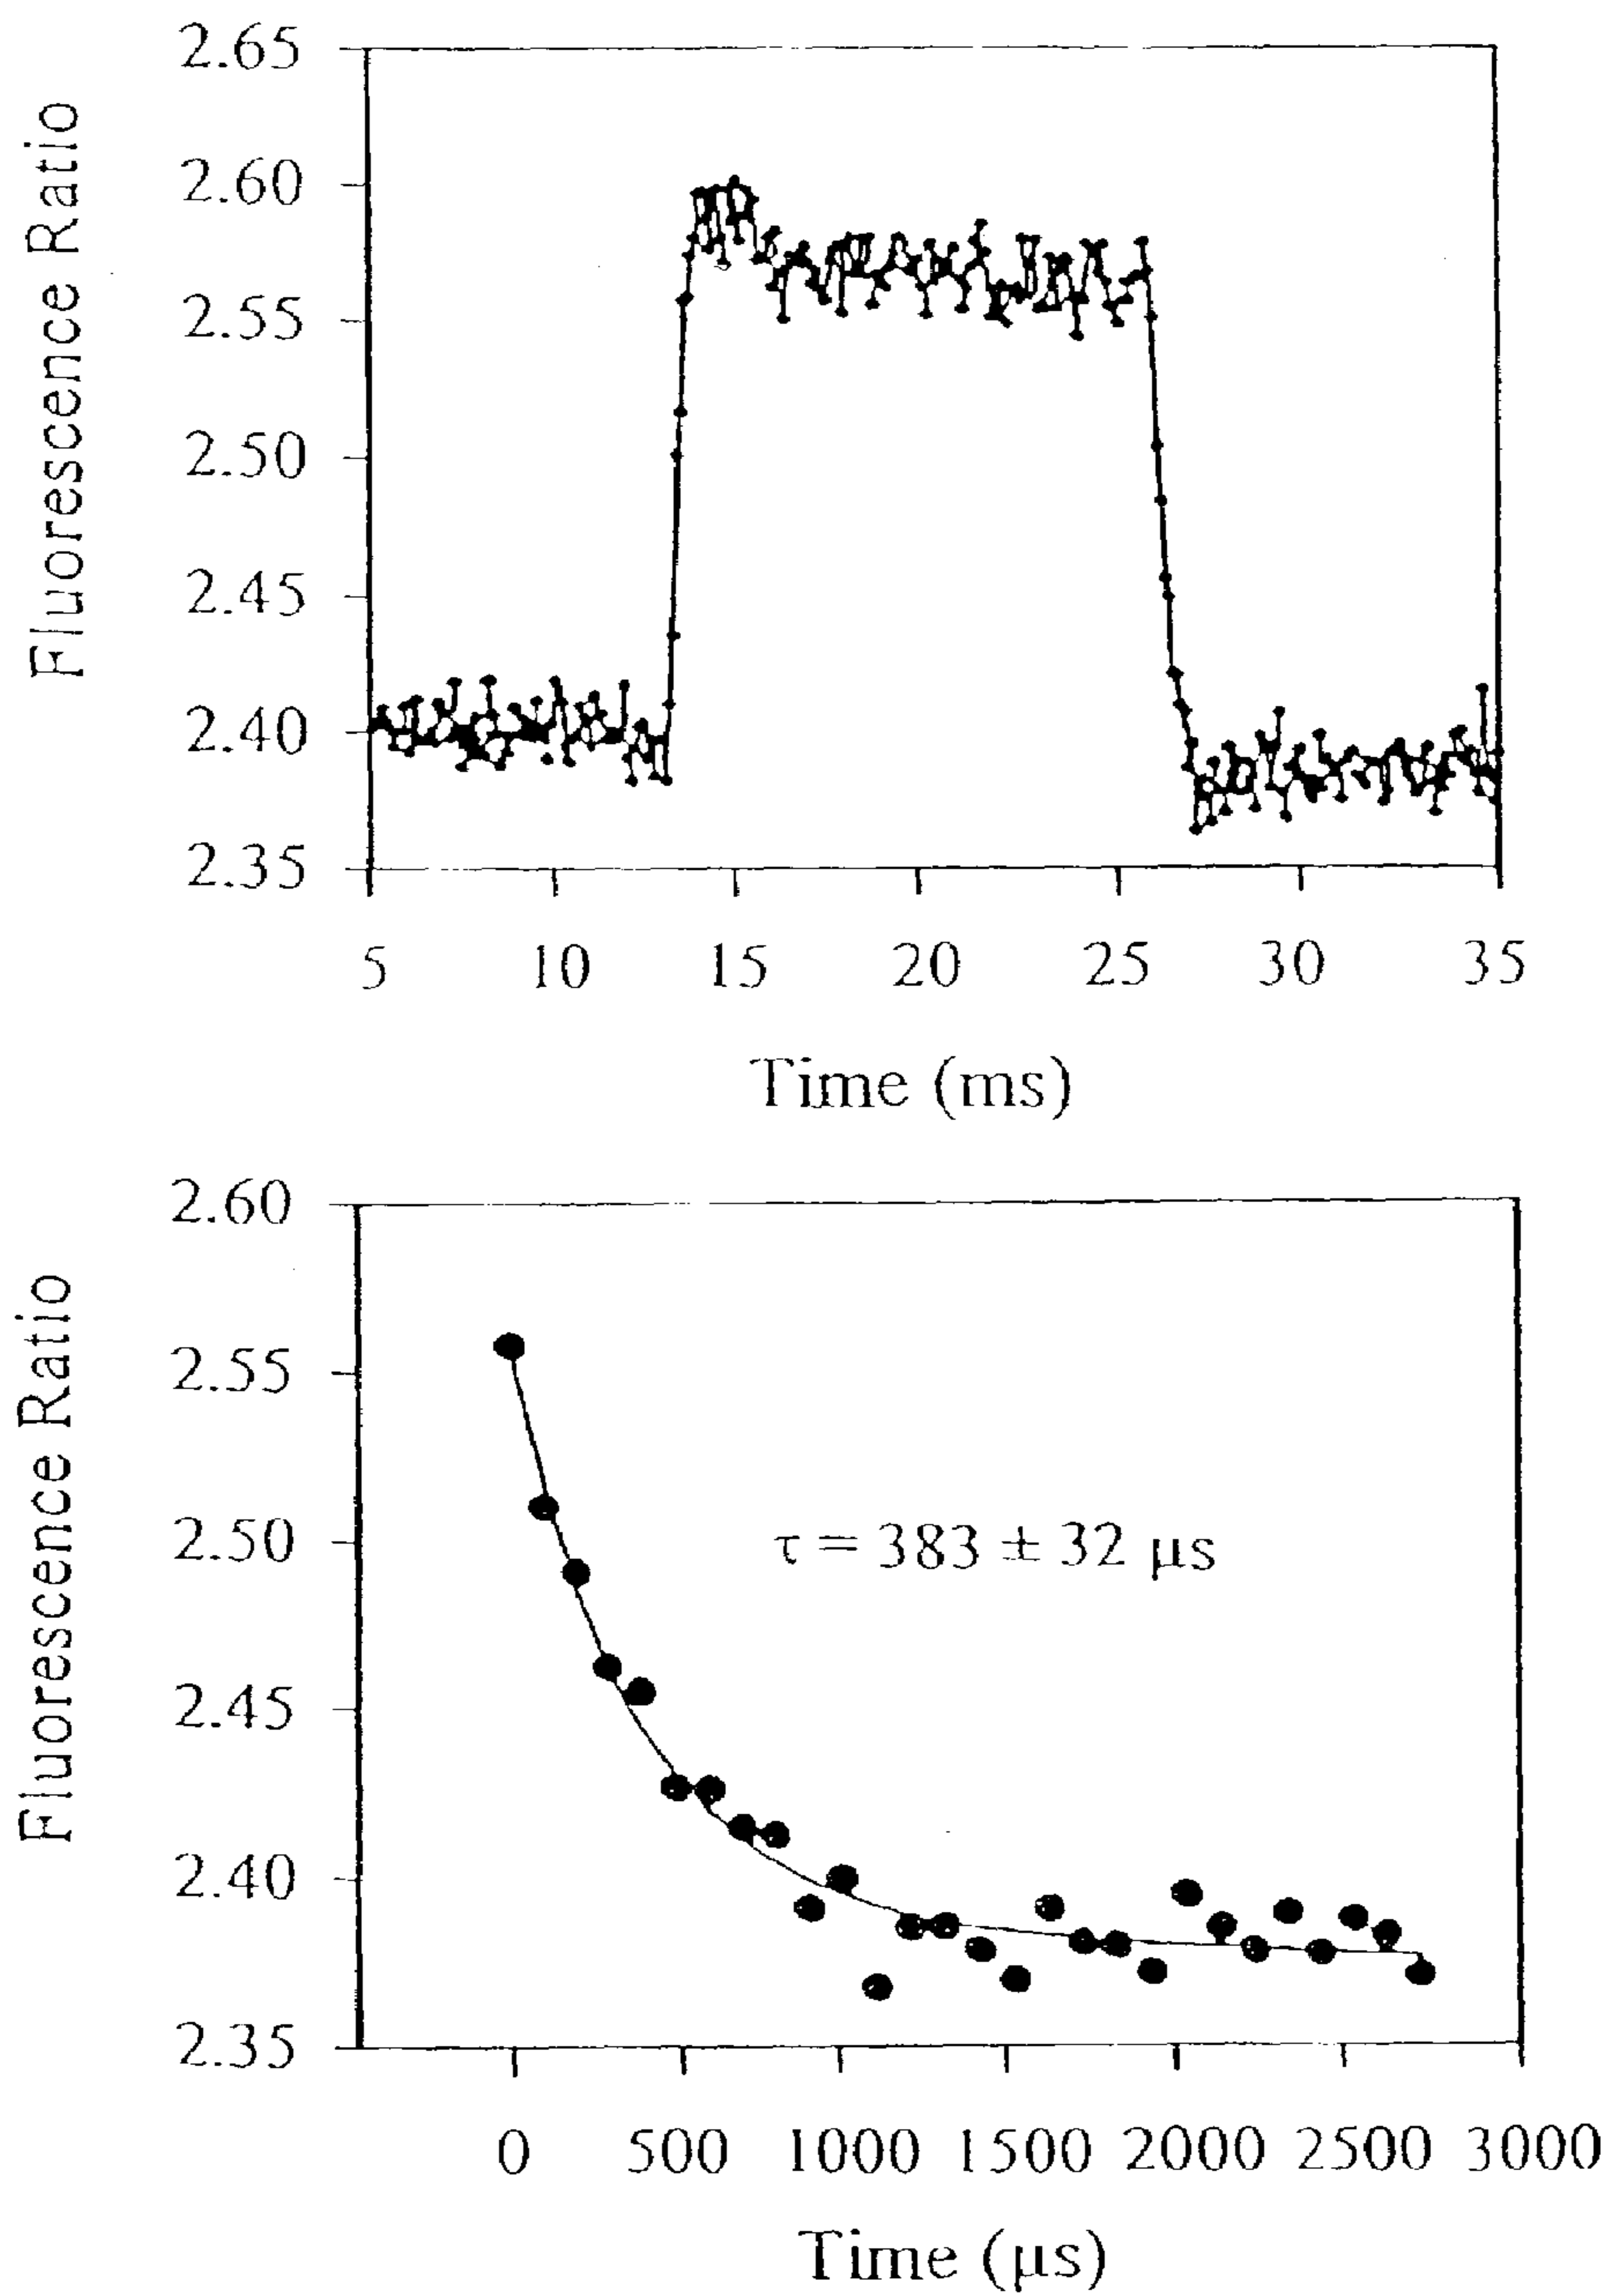 Fluorescence Ratio
2.65
2.60
2.55
2.50
2.45
2.40
2.35
5 10 15 20 25 30 35
Time (ms)
Fluorescence Ratio
2.60
2.55
2.50
2.45
2.40
2.35
τ = 383 ± 32 μs
0 500 1000 1500 2000 2500 3000
Time (μs)